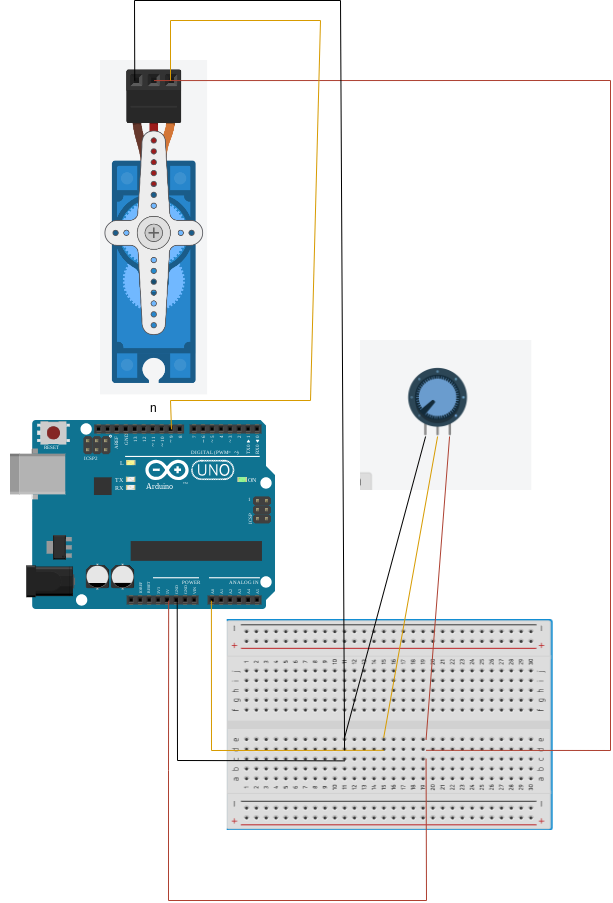 n
RESET
ICSP2
AREF
GND
13
12
~11
~10
~9
8
7
~6
~5
4
~3
2
TX0 1
RX0 0
DIGITAL (PWM= ~)
L
TX
RX
Arduino
UNO
™
ON
1
ICSP
POWER
ANALOG IN
IOREF
RESET
3V3
5V
GND
GND
VIN
A0
A1
A2
A3
A4
A5
− −
+ +
1 2 3 4 5 6 7 8 9 10 11 12 13 14 15 16 17 18 19 20 21 22 23 24 25 26 27 28 29 30
j j
i i
h h
g g
f f
e e
d d
c c
b b
a a
1 2 3 4 5 6 7 8 9 10 11 12 13 14 15 16 17 18 19 20 21 22 23 24 25 26 27 28 29 30
− −
+ +